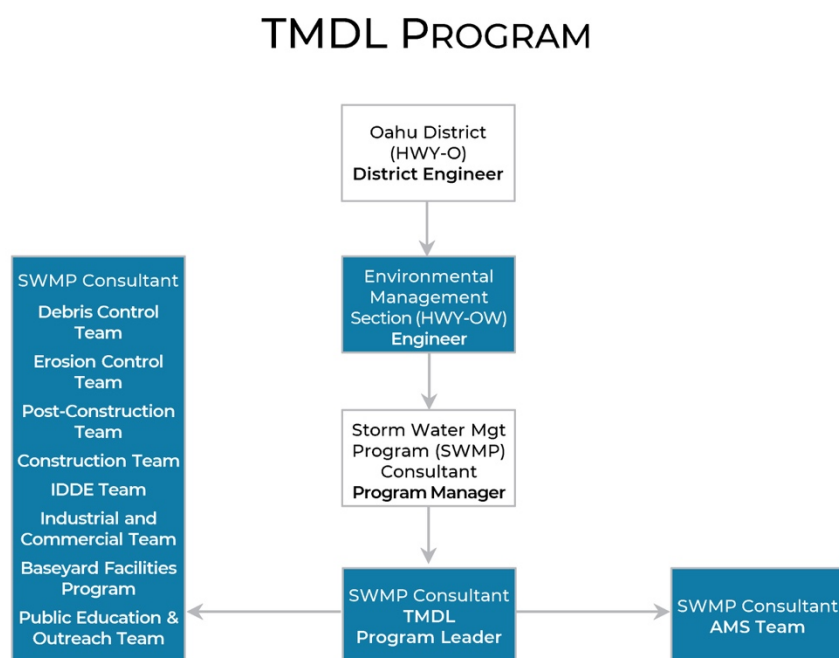 TMDL PROGRAM
Oahu District
(HWY-O)
District Engineer
Environmental
Management
Section (HWY-OW)
Engineer
Storm Water Mgt
Program (SWMP)
Consultant
Program Manager
SWMP Consultant
TMDL
Program Leader
SWMP Consultant
Debris Control
Team
Erosion Control
Team
Post-Construction
Team
Construction Team
IDDE Team
Industrial and
Commercial Team
Baseyard Facilities
Program
Public Education &
Outreach Team
SWMP Consultant
AMS Team